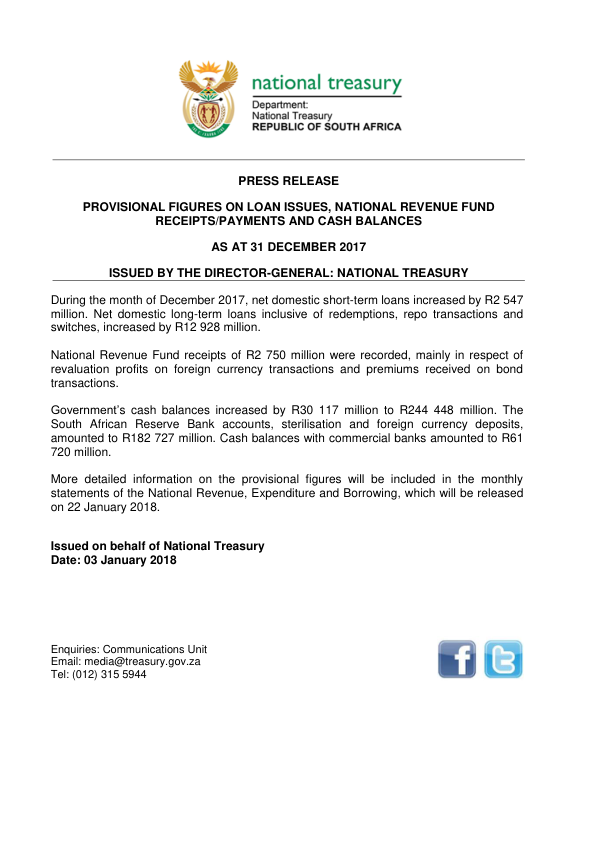 national treasury
Department:
National Treasury
REPUBLIC OF SOUTH AFRICA
PRESS RELEASE
PROVISIONAL FIGURES ON LOAN ISSUES, NATIONAL REVENUE FUND
RECEIPTS/PAYMENTS AND CASH BALANCES
AS AT 31 DECEMBER 2017
ISSUED BY THE DIRECTOR-GENERAL: NATIONAL TREASURY
During the month of December 2017, net domestic short-term loans increased by R2 547
million. Net domestic long-term loans inclusive of redemptions, repo transactions and
switches, increased by R12 928 million.
National Revenue Fund receipts of R2 750 million were recorded, mainly in respect of
revaluation profits on foreign currency transactions and premiums received on bond
transactions.
Government’s cash balances increased by R30 117 million to R244 448 million. The
South African Reserve Bank accounts, sterilisation and foreign currency deposits,
amounted to R182 727 million. Cash balances with commercial banks amounted to R61
720 million.
More detailed information on the provisional figures will be included in the monthly
statements of the National Revenue, Expenditure and Borrowing, which will be released
on 22 January 2018.
Issued on behalf of National Treasury
Date: 03 January 2018
Enquiries: Communications Unit
Email: media@treasury.gov.za
Tel: (012) 315 5944